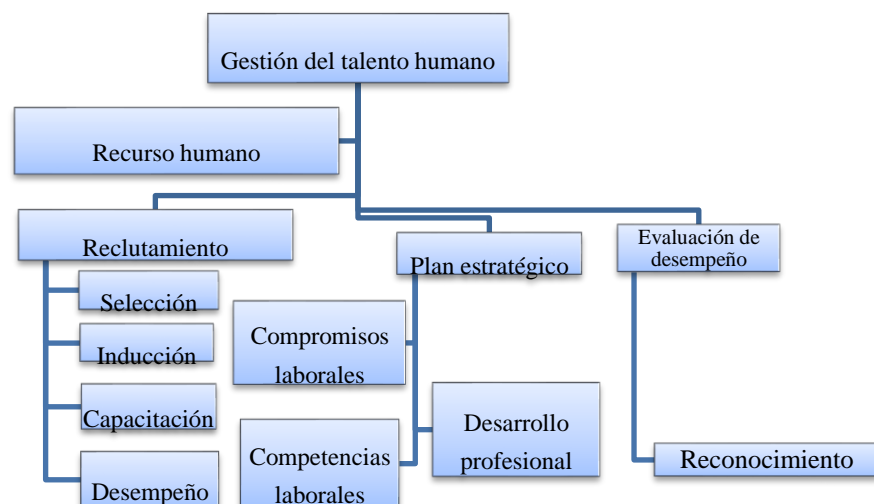 Gestión del talento humano
Recurso humano
Reclutamiento
Selección
Inducción
Capacitación
Desempeño
Plan estratégico
Compromisos
laborales
Competencias
laborales
Desarrollo
profesional
Evaluación de
desempeño
Reconocimiento